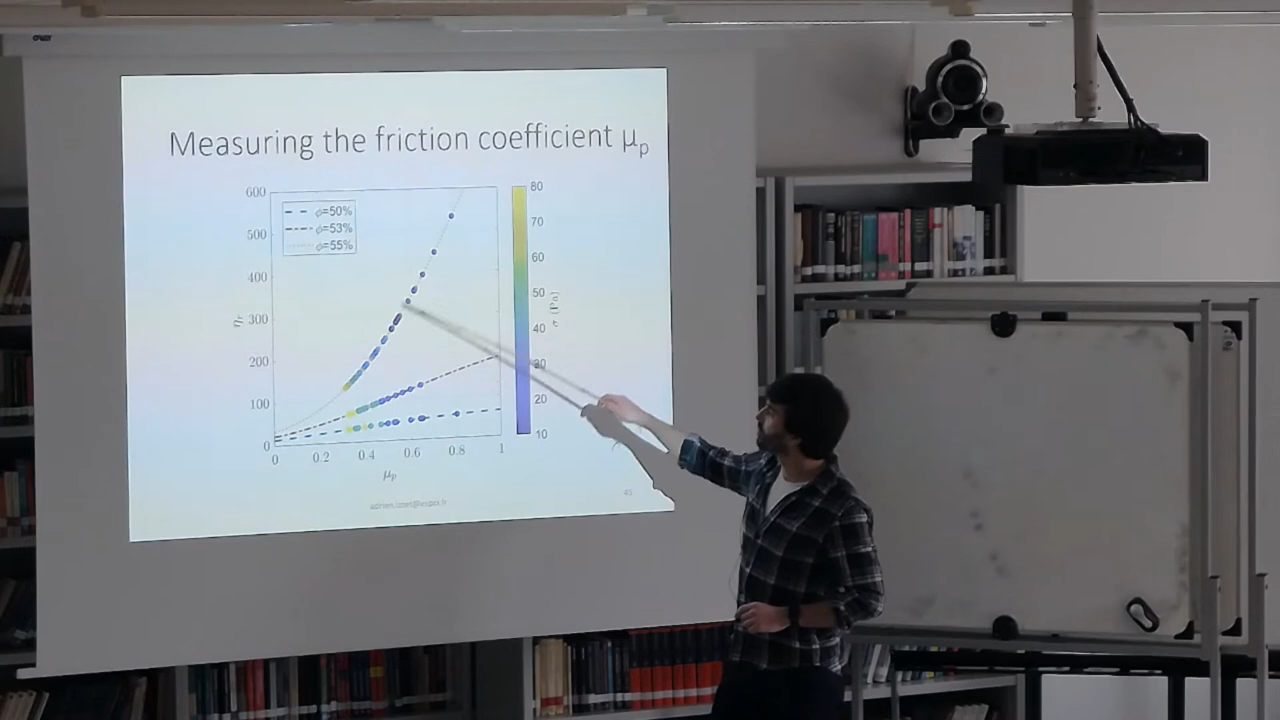 Measuring the friction coefficient μp
600
500
400
300
200
100
0
ηr
ϕ=50%
ϕ=53%
ϕ=55%
0 0.2 0.4 0.6 0.8 1
μp
80
70
60
50
40
30
20
10
σ (Pa)
43